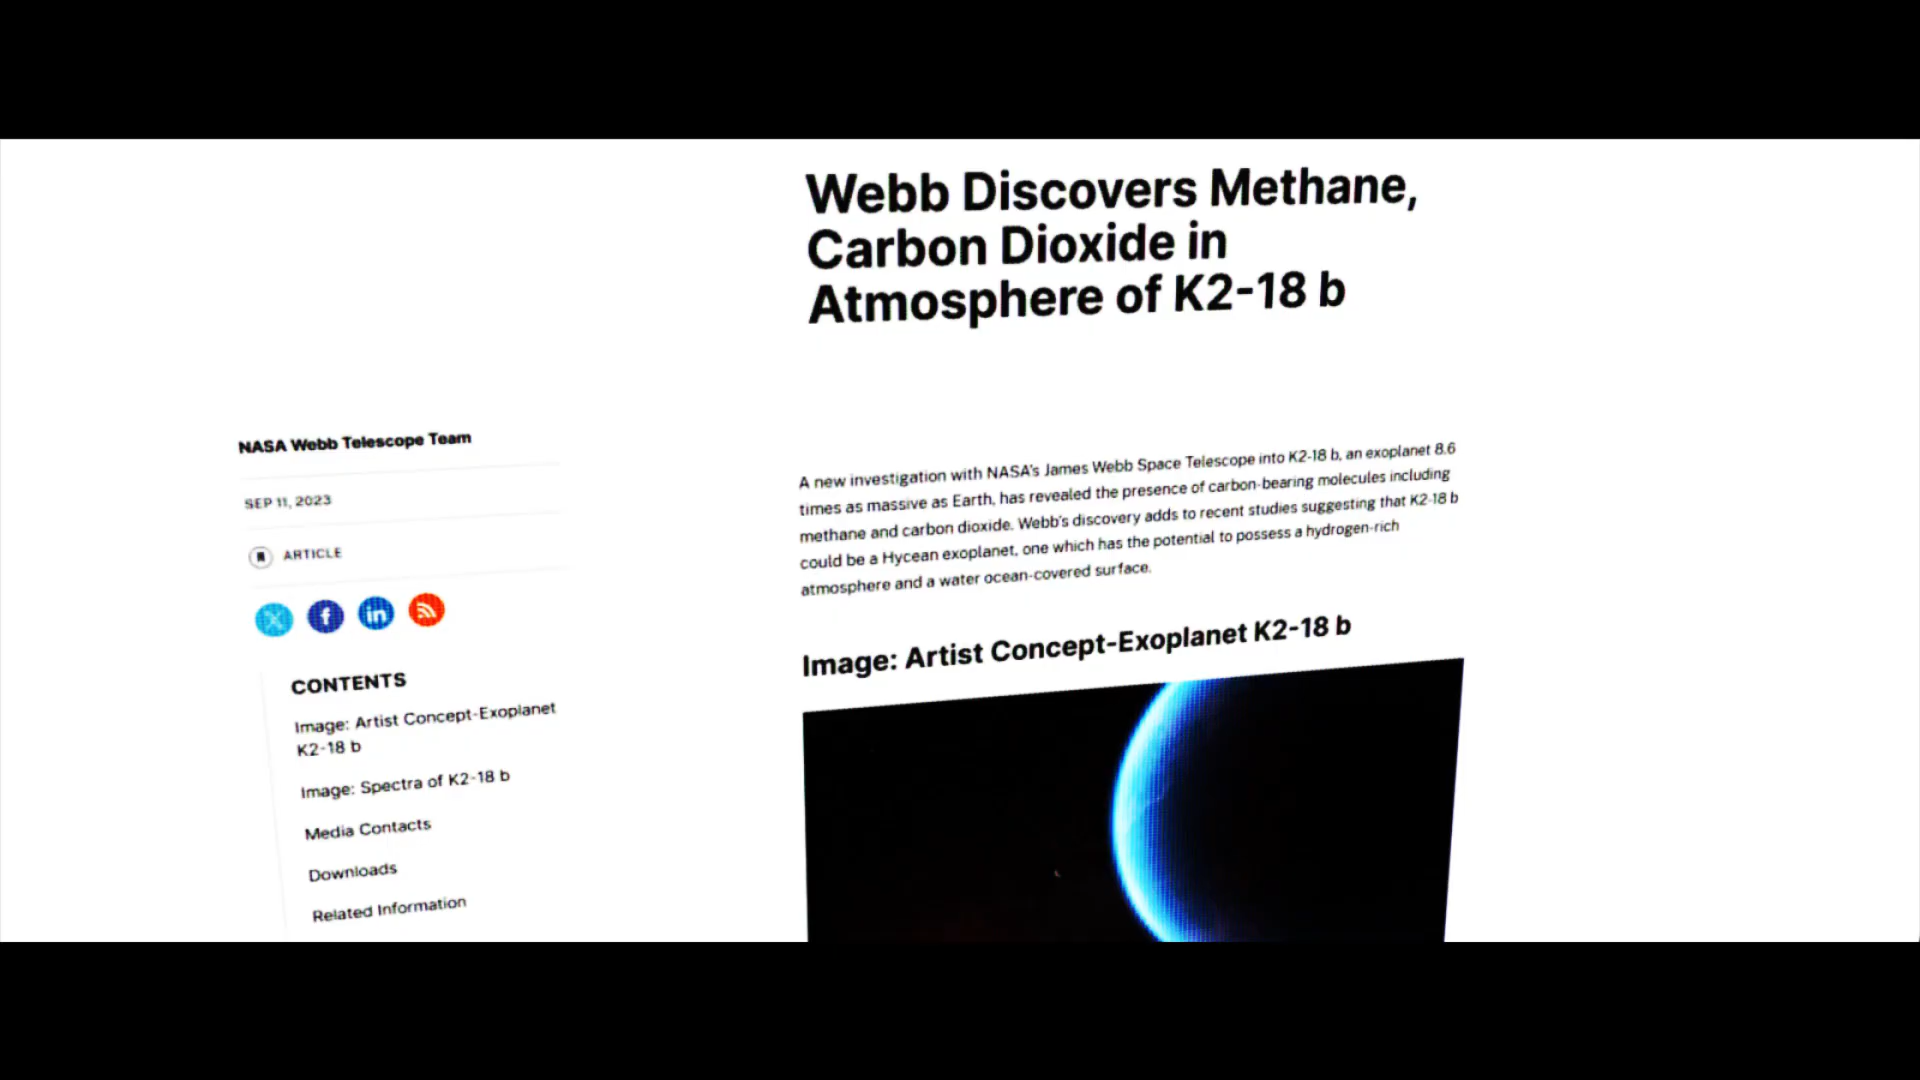 Webb Discovers Methane,
Carbon Dioxide in
Atmosphere of K2-18 b
NASA Webb Telescope Team
SEP 11, 2023
ARTICLE
CONTENTS
Image: Artist Concept-Exoplanet
K2-18 b
Image: Spectra of K2-18 b
Media Contacts
Downloads
Related Information
A new investigation with NASA's James Webb Space Telescope into K2-18 b, an exoplanet 8.6
times as massive as Earth, has revealed the presence of carbon-bearing molecules including
methane and carbon dioxide. Webb's discovery adds to recent studies suggesting that K2-18 b
could be a Hycean exoplanet, one which has the potential to possess a hydrogen-rich
atmosphere and a water ocean-covered surface.
Image: Artist Concept-Exoplanet K2-18 b